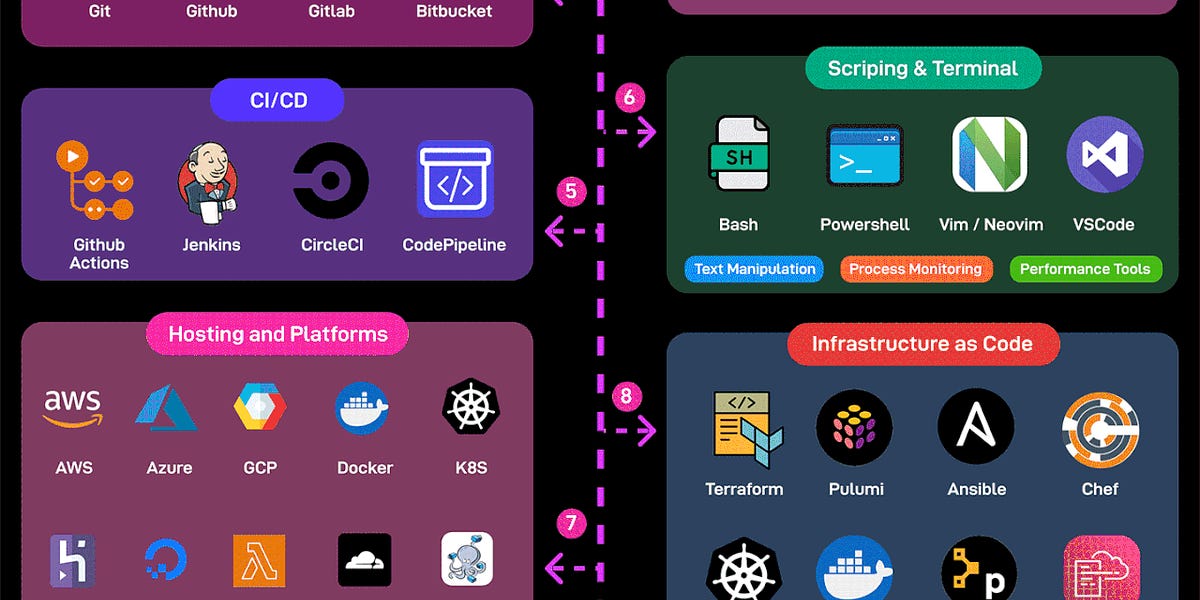 Git Github Gitlab Bitbucket
CI/CD
Github
Actions
Jenkins
CircleCI
CodePipeline
5
6
Scriping & Terminal
SH
>_
Bash Powershell Vim / Neovim VSCode
Text Manipulation Process Monitoring Performance Tools
Hosting and Platforms
aws
AWS Azure GCP Docker K8S
7
8
Infrastructure as Code
</>
Terraform Pulumi Ansible Chef
p